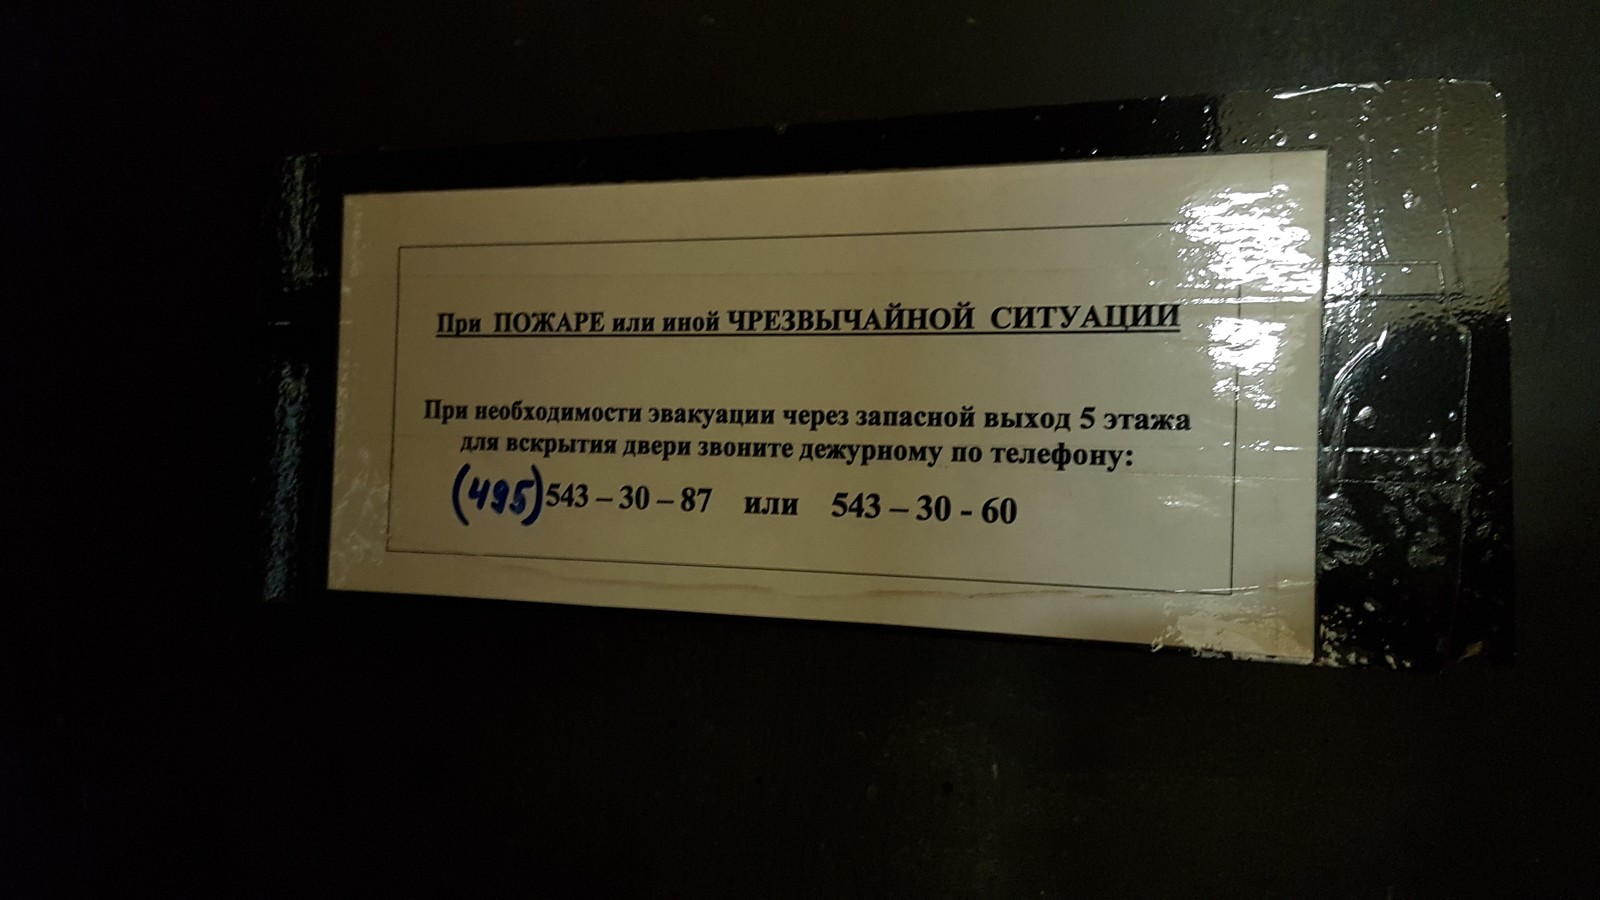 При ПОЖАРЕ или иной ЧРЕЗВЫЧАЙНОЙ СИТУАЦИИ
При необходимости эвакуации через запасной выход 5 этажа
для вскрытия двери звоните дежурному по телефону:
(495)543 – 30 – 87 или 543 – 30 - 60